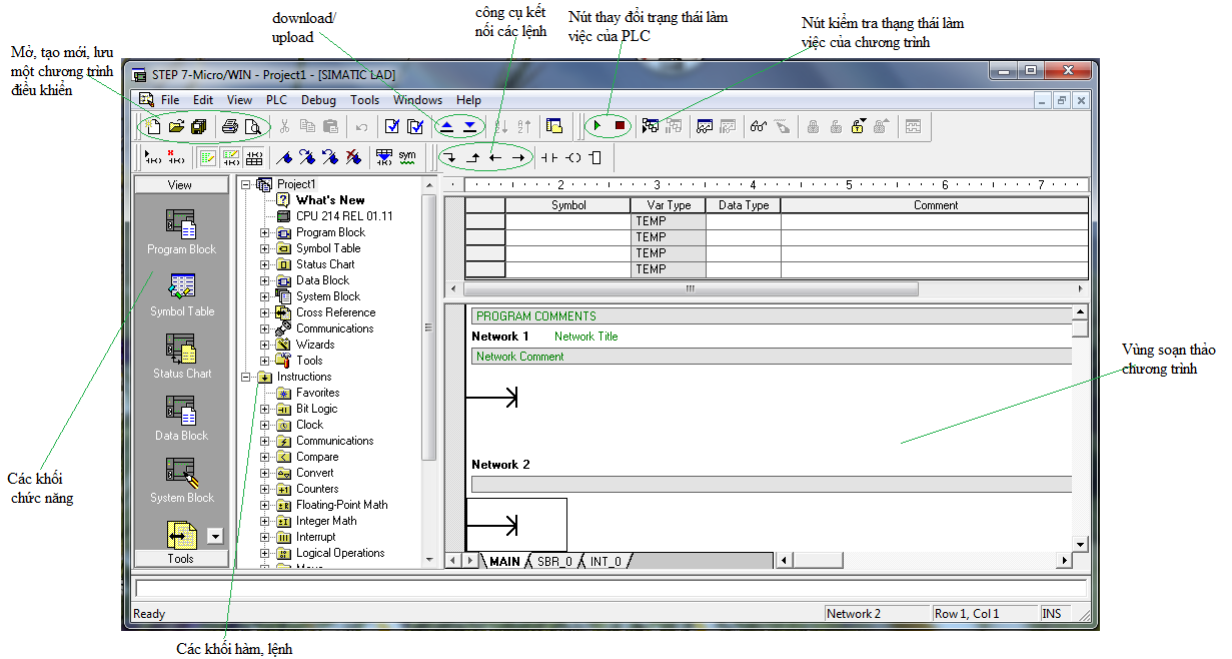 download/
upload
công cụ kết
nối các lệnh
Nút thay đổi trạng thái làm
việc của PLC
Nút kiểm tra thạng thái làm
việc của chương trình
Mở, tạo mới, lưu
một chương trình
điều khiển
STEP 7-Micro/WIN - Project1 - [SIMATIC LAD]
File Edit View PLC Debug Tools Windows Help
sym
View
Program Block
Symbol Table
Status Chart
Data Block
System Block
Tools
Project1
What's New
CPU 214 REL 01.11
Program Block
Symbol Table
Status Chart
Data Block
System Block
Cross Reference
Communications
Wizards
Tools
Instructions
Favorites
Bit Logic
Clock
Communications
Compare
Convert
Counters
Floating-Point Math
Integer Math
Interrupt
Logical Operations
2 3 4 5 6 7
Symbol Var Type Data Type Comment
TEMP
TEMP
TEMP
TEMP
PROGRAM COMMENTS
Network 1 Network Title
Network Comment
Network 2
MAIN SBR_0 INT_0
Ready Network 2 Row 1, Col 1 INS
Vùng soạn thảo
chương trình
Các khối
chức năng
Các khối hàm, lệnh